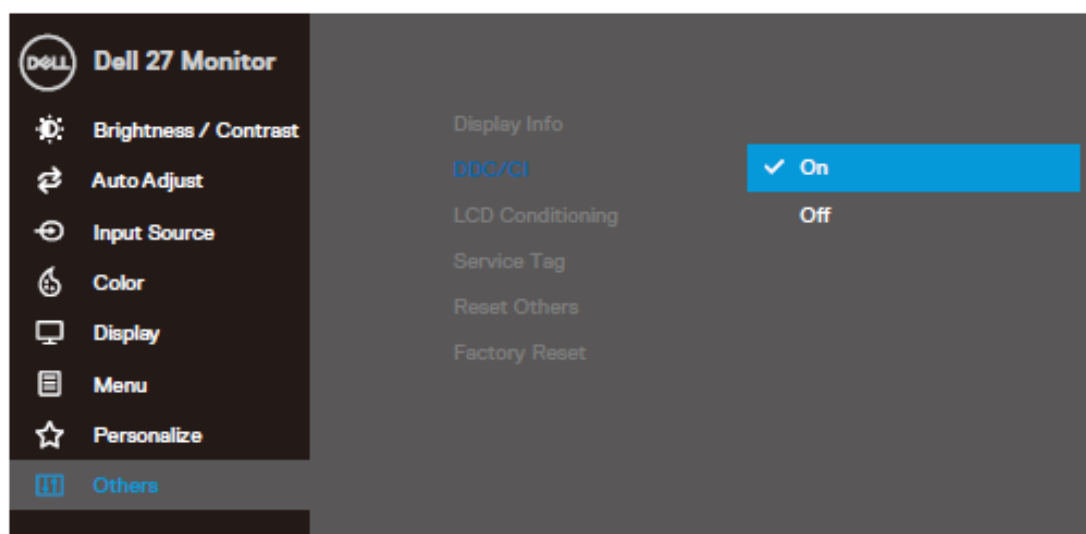 DELL Dell 27 Monitor
Brightness / Contrast
Auto Adjust
Input Source
Color
Display
Menu
Personalize
Others
Display Info
DDC/CI
LCD Conditioning
Service Tag
Reset Others
Factory Reset
On
Off